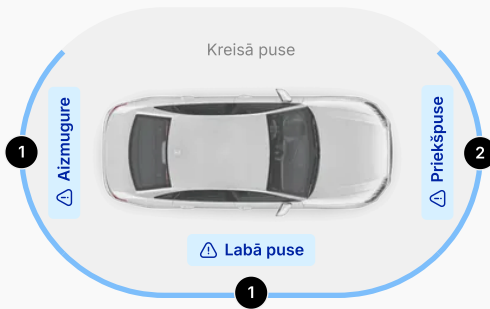 Kreisā puse
1
Aizmugure
Priekšpuse
2
Labā puse
1